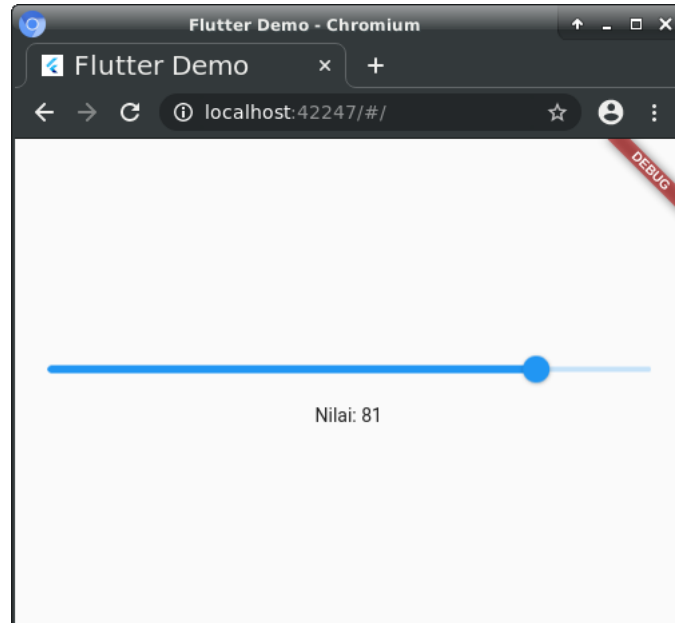 Flutter Demo - Chromium
Flutter Demo
localhost:42247/#/
DEBUG
Nilai: 81